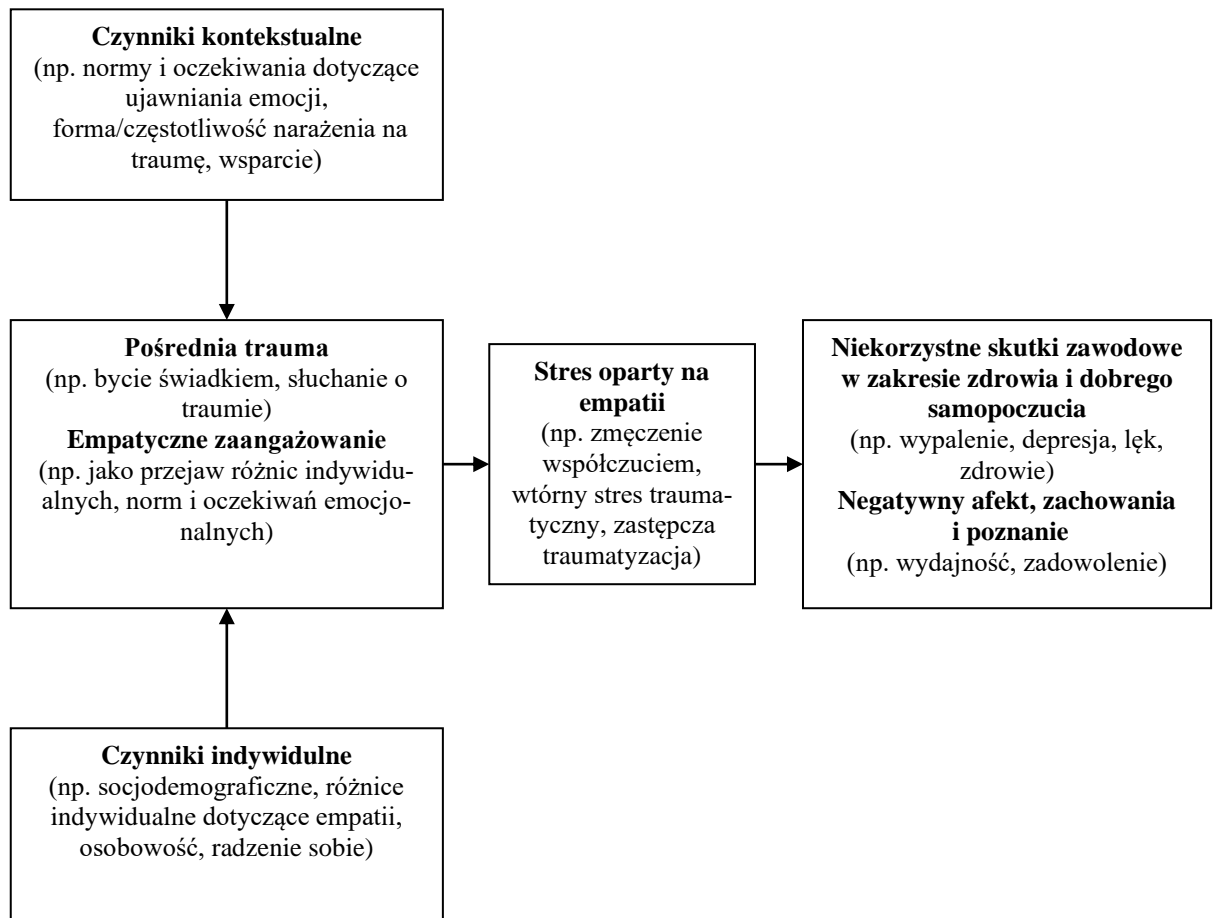 Czynniki kontekstualne
(np. normy i oczekiwania dotyczące
ujawniania emocji,
forma/częstotliwość narażenia na
traumę, wsparcie)
Pośrednia trauma
(np. bycie świadkiem, słuchanie o
traumie)
Empatyczne zaangażowanie
(np. jako przejaw różnic indywidu-
alnych, norm i oczekiwań emocjo-
nalnych)
Stres oparty na
empatii
(np. zmęczenie
współczuciem,
wtórny stres trauma-
tyczny, zastępcza
traumatyzacja)
Niekorzystne skutki zawodowe
w zakresie zdrowia i dobrego
samopoczucia
(np. wypalenie, depresja, lęk,
zdrowie)
Negatywny afekt, zachowania
i poznanie
(np. wydajność, zadowolenie)
Czynniki indywidulne
(np. socjodemograficzne, różnice
indywidualne dotyczące empatii,
osobowość, radzenie sobie)